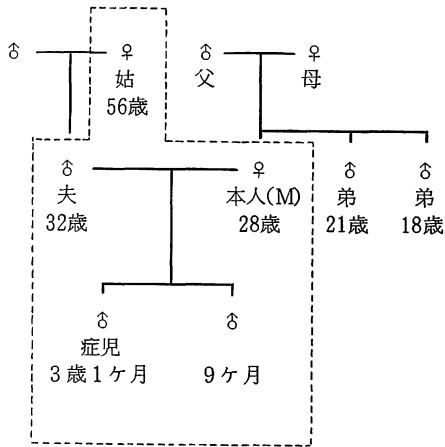 ♂ ♀ ♂ ♀
姑 父 母
56歳
♂ ♀ ♂ ♂
夫 本人(M) 弟 弟
32歳 28歳 21歳 18歳
♂ ♂
症児
3歳1ケ月 9ケ月